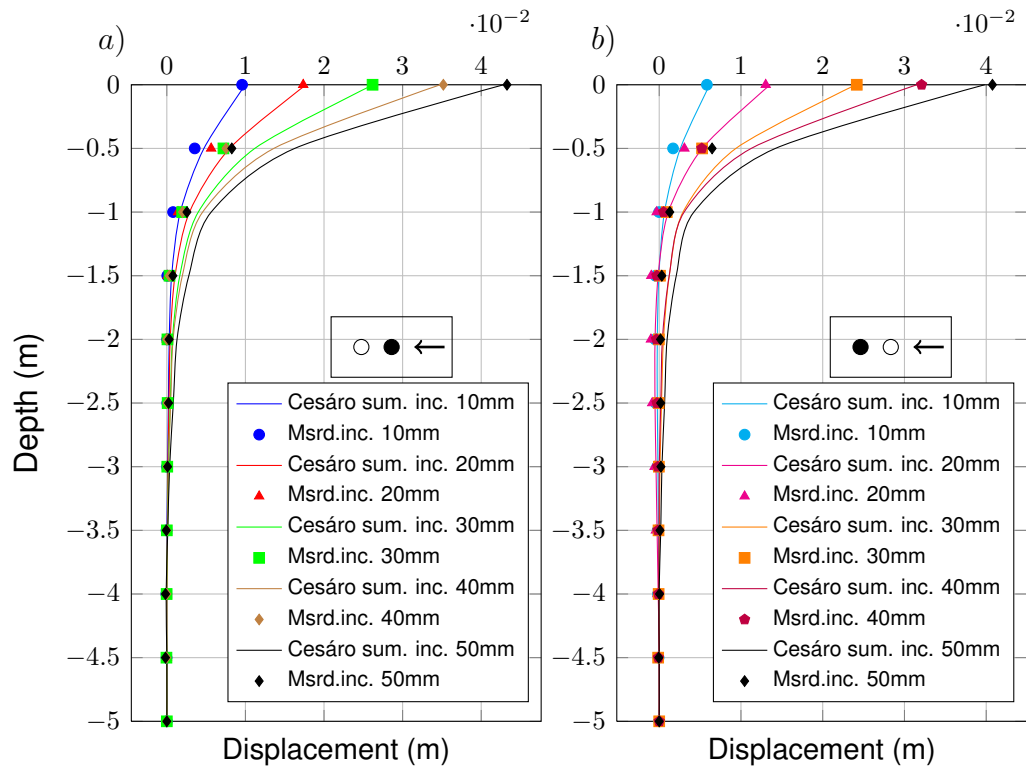 ·10⁻²
a)
0 1 2 3 4
0
−0.5
−1
−1.5
−2
−2.5
−3
−3.5
−4
−4.5
−5
Depth (m)
Displacement (m)
Cesáro sum. inc. 10mm
Msrd.inc. 10mm
Cesáro sum. inc. 20mm
Msrd.inc. 20mm
Cesáro sum. inc. 30mm
Msrd.inc. 30mm
Cesáro sum. inc. 40mm
Msrd.inc. 40mm
Cesáro sum. inc. 50mm
Msrd.inc. 50mm
·10⁻²
b)
0 1 2 3 4
0
−0.5
−1
−1.5
−2
−2.5
−3
−3.5
−4
−4.5
−5
Displacement (m)
Cesáro sum. inc. 10mm
Msrd.inc. 10mm
Cesáro sum. inc. 20mm
Msrd.inc. 20mm
Cesáro sum. inc. 30mm
Msrd.inc. 30mm
Cesáro sum. inc. 40mm
Msrd.inc. 40mm
Cesáro sum. inc. 50mm
Msrd.inc. 50mm